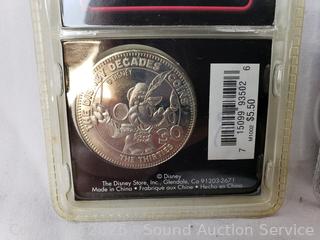 THE DISNEY DECADES COINS
© DISNEY
30
THE THIRTIES
7 15099 93502 6
M1002 $5.50
© Disney
The Disney Store, Inc., Glendale, Ca 91203-2671
Made in China • Fabriqué aux Chine • Hecho en China
Sound Auction Service